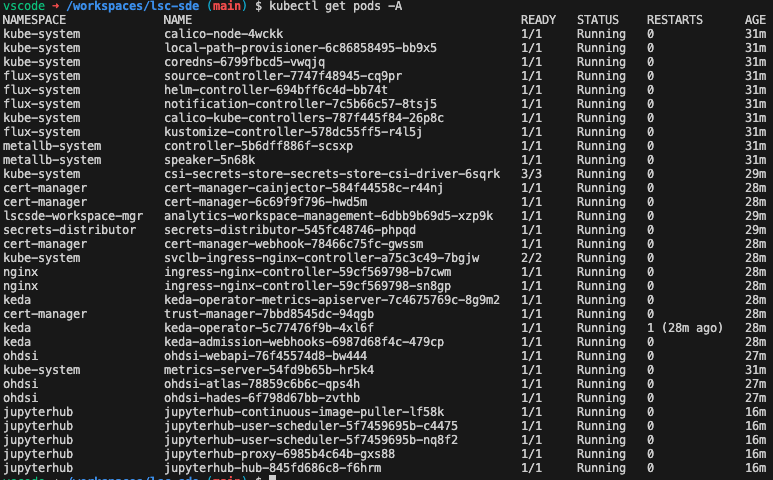 vscode → /workspaces/lsc-sde (main) $ kubectl get pods -A
NAMESPACE NAME READY STATUS RESTARTS AGE
kube-system calico-node-4wckk 1/1 Running 0 31m
kube-system local-path-provisioner-6c86858495-bb9x5 1/1 Running 0 31m
kube-system coredns-6799fbcd5-vwqjq 1/1 Running 0 31m
flux-system source-controller-7747f48945-cq9pr 1/1 Running 0 31m
flux-system helm-controller-694bff6c4d-bb74t 1/1 Running 0 31m
flux-system notification-controller-7c5b66c57-8tsj5 1/1 Running 0 31m
kube-system calico-kube-controllers-787f445f84-26p8c 1/1 Running 0 31m
flux-system kustomize-controller-578dc55ff5-r4l5j 1/1 Running 0 31m
metallb-system controller-5b6dff886f-scsxp 1/1 Running 0 31m
metallb-system speaker-5n68k 1/1 Running 0 31m
kube-system csi-secrets-store-secrets-store-csi-driver-6sqrk 3/3 Running 0 29m
cert-manager cert-manager-cainjector-584f44558c-r44nj 1/1 Running 0 28m
cert-manager cert-manager-6c69f9f796-hwd5m 1/1 Running 0 28m
lscsde-workspace-mgr analytics-workspace-management-6dbb9b69d5-xzp9k 1/1 Running 0 29m
secrets-distributor secrets-distributor-545fc48746-phpqd 1/1 Running 0 29m
cert-manager cert-manager-webhook-78466c75fc-gwssm 1/1 Running 0 28m
kube-system svclb-ingress-nginx-controller-a75c3c49-7bgjw 2/2 Running 0 28m
nginx ingress-nginx-controller-59cf569798-b7cwm 1/1 Running 0 28m
nginx ingress-nginx-controller-59cf569798-sn8gp 1/1 Running 0 28m
keda keda-operator-metrics-apiserver-7c4675769c-8g9m2 1/1 Running 0 28m
cert-manager trust-manager-7bbd8545dc-94qgb 1/1 Running 0 28m
keda keda-operator-5c77476f9b-4xl6f 1/1 Running 1 (28m ago) 28m
keda keda-admission-webhooks-6987d68f4c-479cp 1/1 Running 0 28m
ohdsi ohdsi-webapi-76f45574d8-bw444 1/1 Running 0 27m
kube-system metrics-server-54fd9b65b-hr5k4 1/1 Running 0 31m
ohdsi ohdsi-atlas-78859c6b6c-qps4h 1/1 Running 0 27m
ohdsi ohdsi-hades-6f798d67bb-zvthb 1/1 Running 0 27m
jupyterhub jupyterhub-continuous-image-puller-lf58k 1/1 Running 0 16m
jupyterhub jupyterhub-user-scheduler-5f7459695b-c4475 1/1 Running 0 16m
jupyterhub jupyterhub-user-scheduler-5f7459695b-nq8f2 1/1 Running 0 16m
jupyterhub jupyterhub-proxy-6985b4c64b-gxs88 1/1 Running 0 16m
jupyterhub jupyterhub-hub-845fd686c8-f6hrm 1/1 Running 0 16m
vscode → /workspaces/lsc-sde (main) $